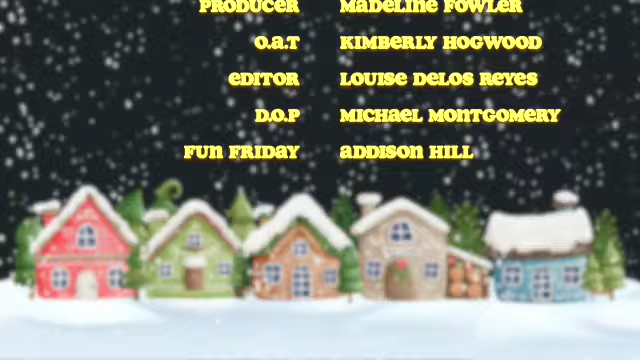 PRODUCER MADELINE FOWLER
O.A.T KIMBERLY HOGWOOD
EDITOR LOUISE DELOS REYES
D.O.P MICHAEL MONTGOMERY
FUN FRIDAY ADDISON HILL